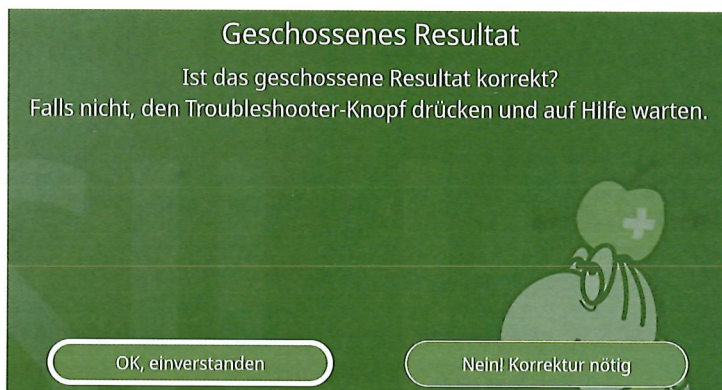 Geschossenes Resultat
Ist das geschossene Resultat korrekt?
Falls nicht, den Troubleshooter-Knopf drücken und auf Hilfe warten.
OK, einverstanden
Nein! Korrektur nötig